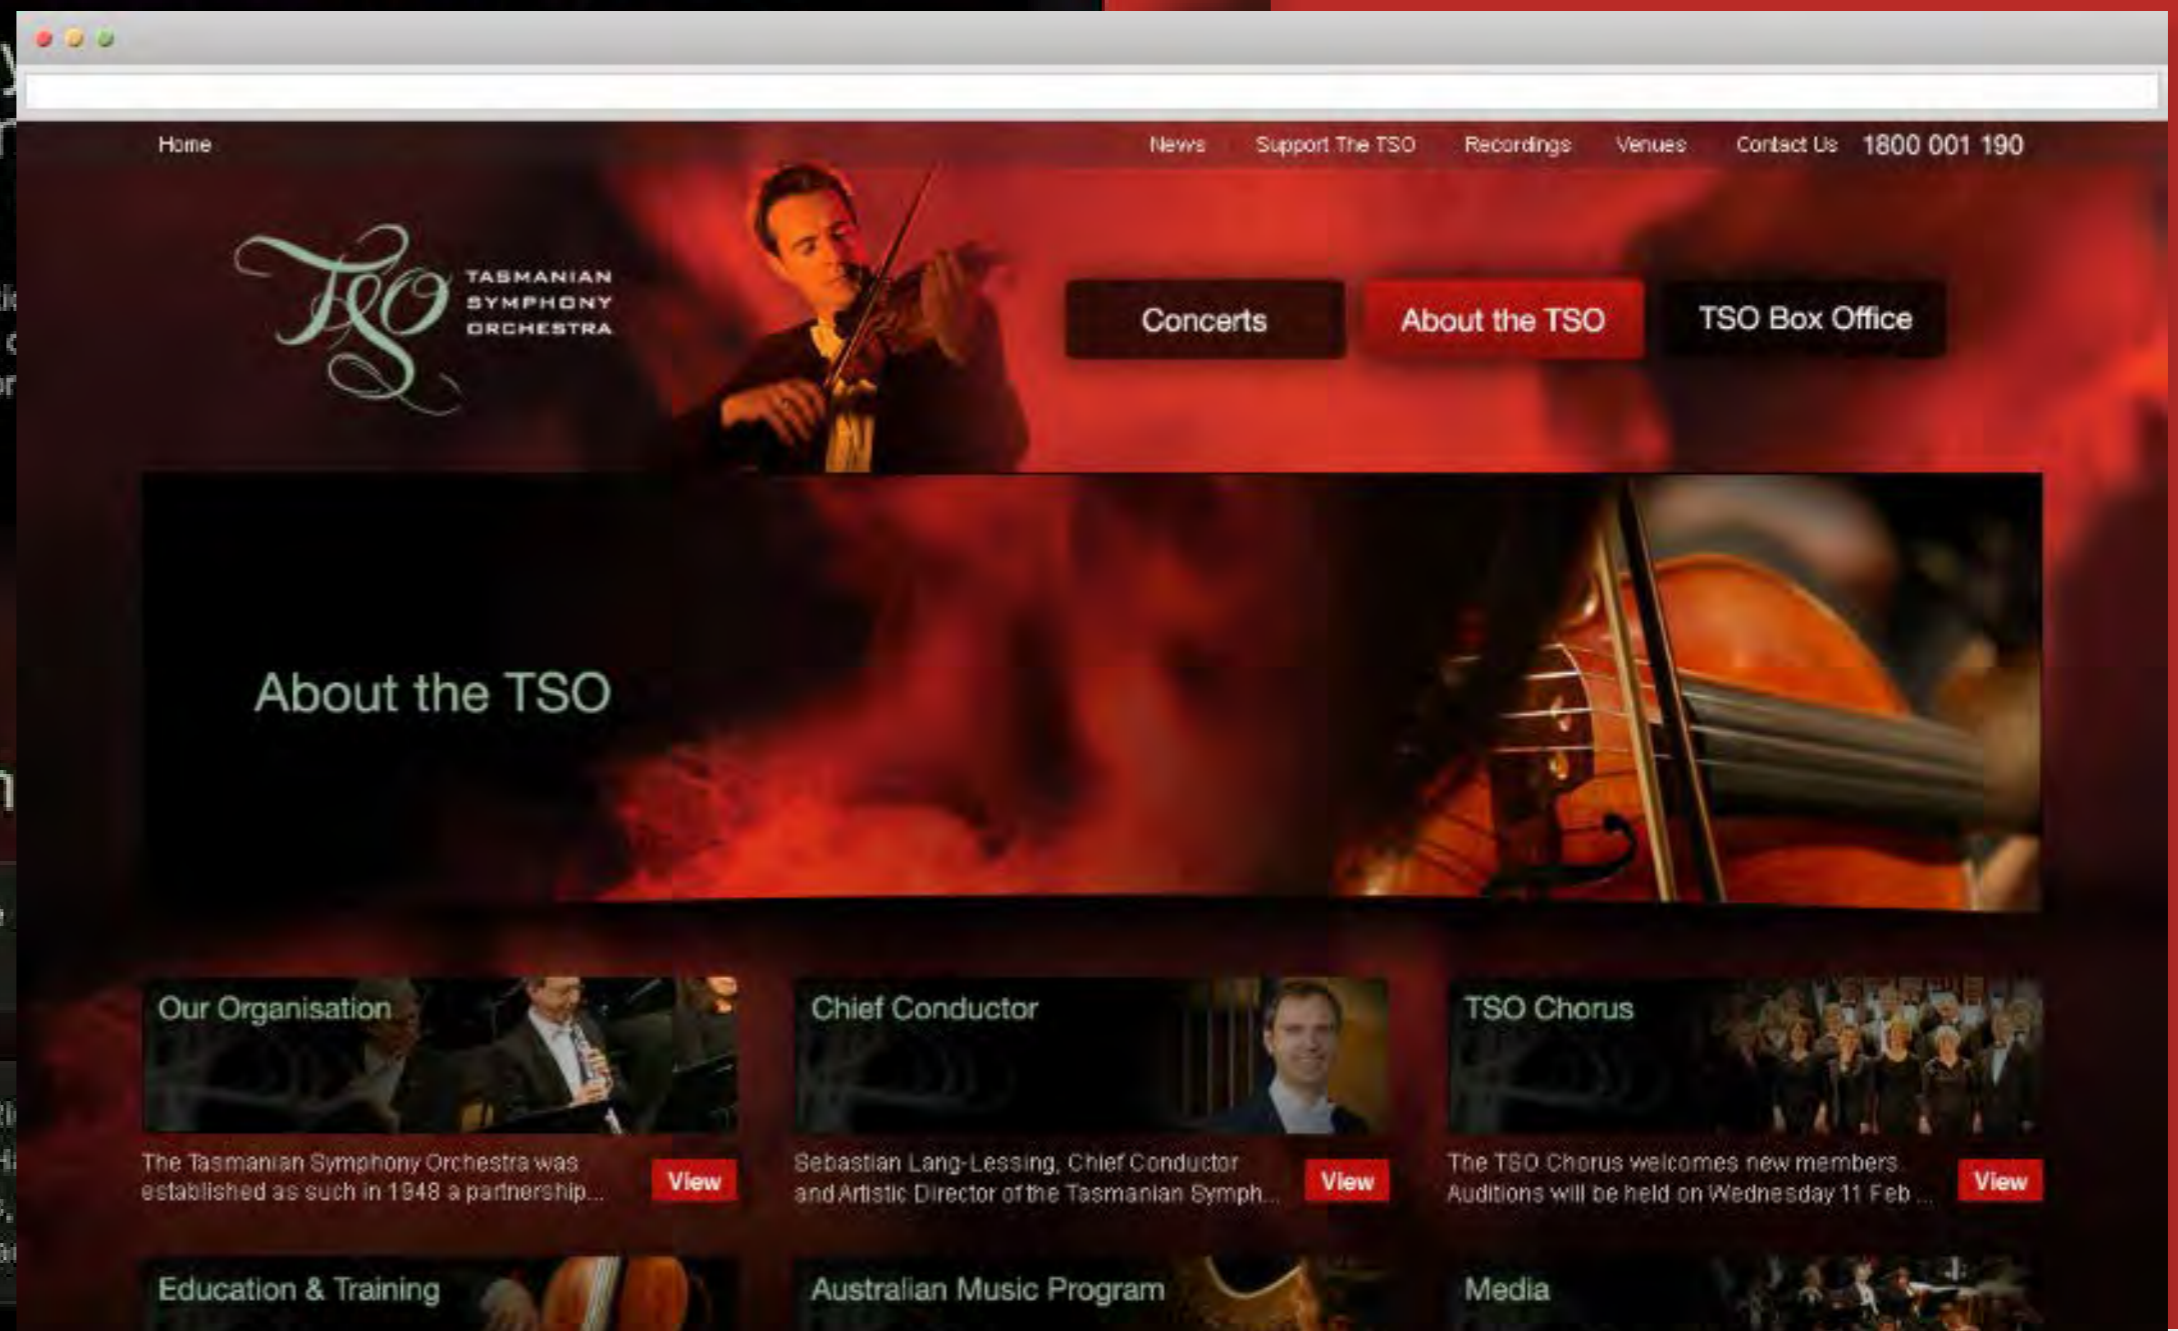 Home
News
Support The TSO
Recordings
Venues
Contact Us
1800 001 190
TSO
TASMANIAN
SYMPHONY
ORCHESTRA
Concerts
About the TSO
TSO Box Office
About the TSO
Our Organisation
The Tasmanian Symphony Orchestra was
established as such in 1948 a partnership...
View
Chief Conductor
Sebastian Lang-Lessing, Chief Conductor
and Artistic Director of the Tasmanian Symph...
View
TSO Chorus
The TSO Chorus welcomes new members.
Auditions will be held on Wednesday 11 Feb ...
View
Education & Training
Australian Music Program
Media